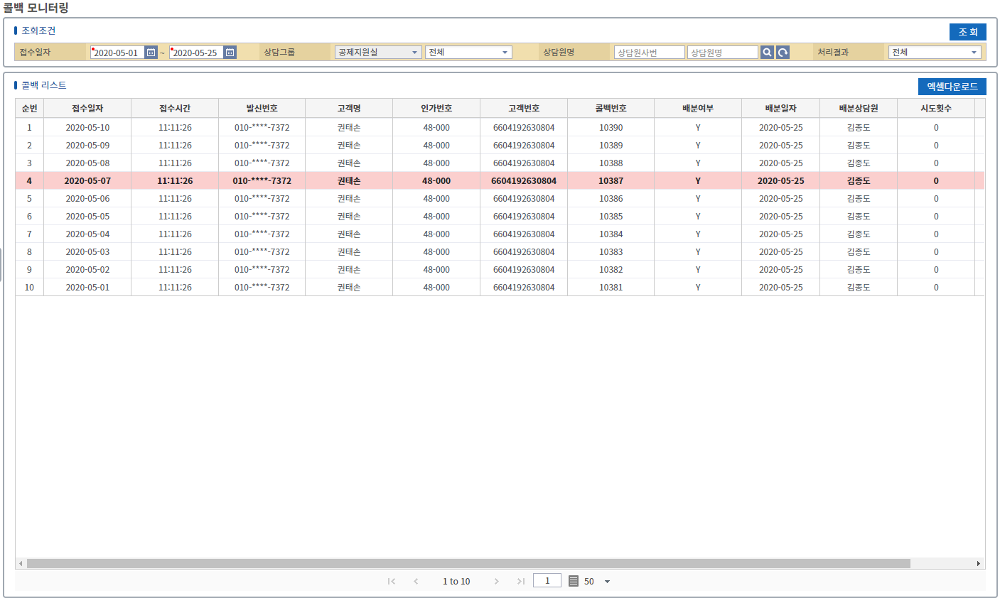 콜백 모니터링
조회조건
조 회
접수일자 2020-05-01 ~ 2020-05-25 상담그룹 공제지원실 전체 상담원명 상담원사번 상담원명 처리결과 전체
콜백 리스트
엑셀다운로드
순번 접수일자 접수시간 발신번호 고객명 인가번호 고객번호 콜백번호 배분여부 배분일자 배분상담원 시도횟수
1 2020-05-10 11:11:26 010-****-7372 권태손 48-000 6604192630804 10390 Y 2020-05-25 김종도 0
2 2020-05-09 11:11:26 010-****-7372 권태손 48-000 6604192630804 10389 Y 2020-05-25 김종도 0
3 2020-05-08 11:11:26 010-****-7372 권태손 48-000 6604192630804 10388 Y 2020-05-25 김종도 0
4 2020-05-07 11:11:26 010-****-7372 권태손 48-000 6604192630804 10387 Y 2020-05-25 김종도 0
5 2020-05-06 11:11:26 010-****-7372 권태손 48-000 6604192630804 10386 Y 2020-05-25 김종도 0
6 2020-05-05 11:11:26 010-****-7372 권태손 48-000 6604192630804 10385 Y 2020-05-25 김종도 0
7 2020-05-04 11:11:26 010-****-7372 권태손 48-000 6604192630804 10384 Y 2020-05-25 김종도 0
8 2020-05-03 11:11:26 010-****-7372 권태손 48-000 6604192630804 10383 Y 2020-05-25 김종도 0
9 2020-05-02 11:11:26 010-****-7372 권태손 48-000 6604192630804 10382 Y 2020-05-25 김종도 0
10 2020-05-01 11:11:26 010-****-7372 권태손 48-000 6604192630804 10381 Y 2020-05-25 김종도 0
1 to 10 1 50